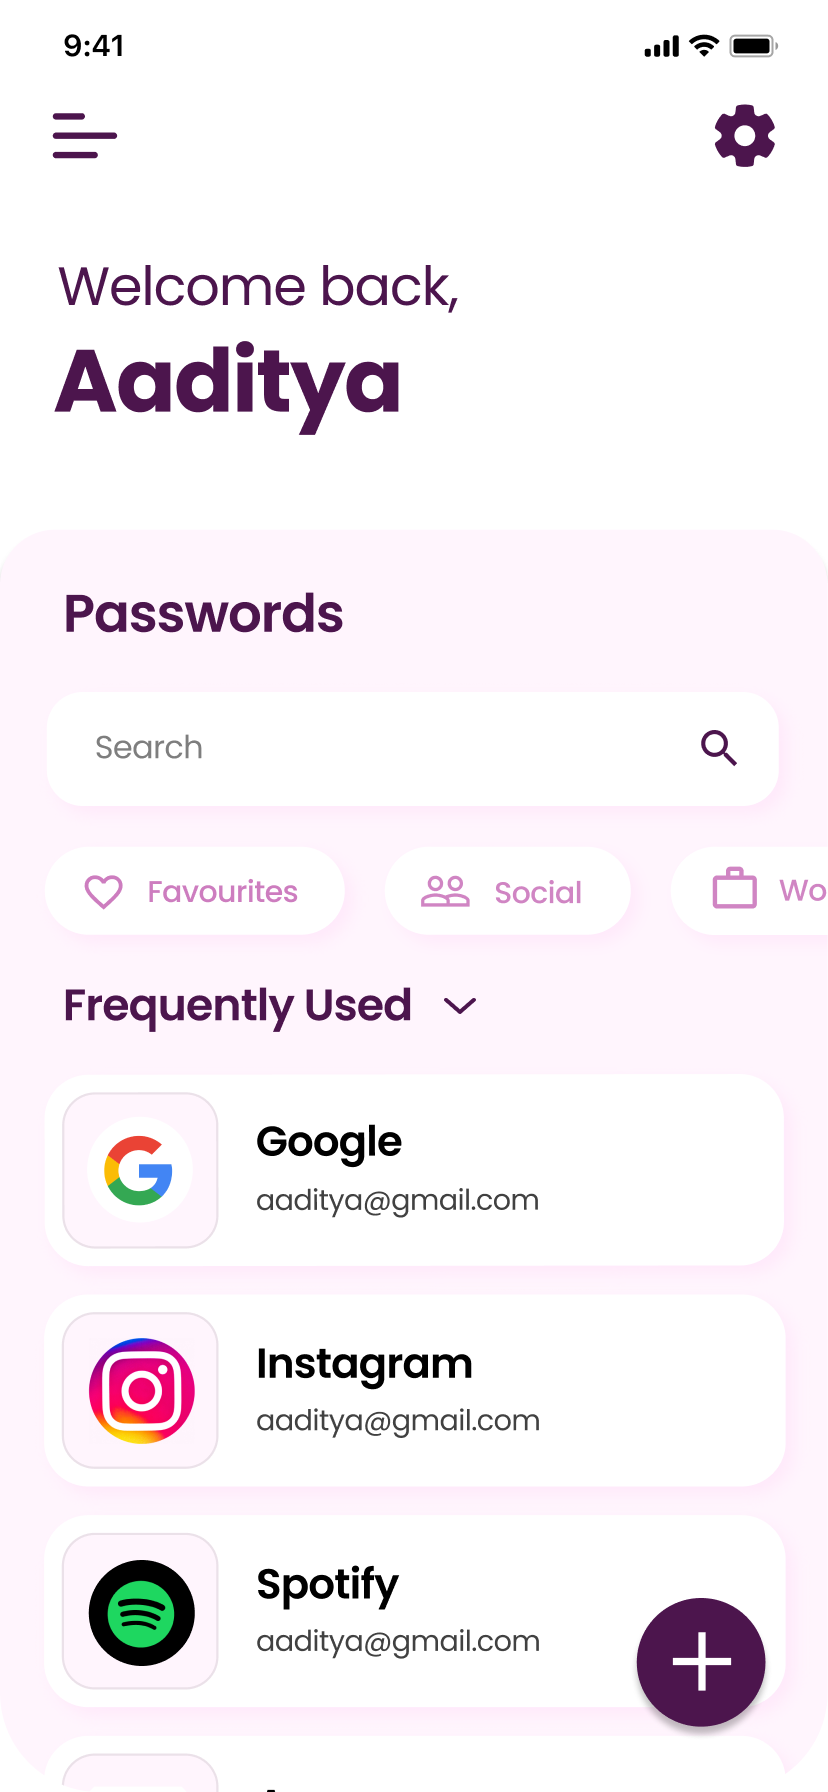 9:41
Welcome back,
Aaditya
Passwords
Search
Favourites
Social
Wo
Frequently Used
Google
aaditya@gmail.com
Instagram
aaditya@gmail.com
Spotify
aaditya@gmail.com